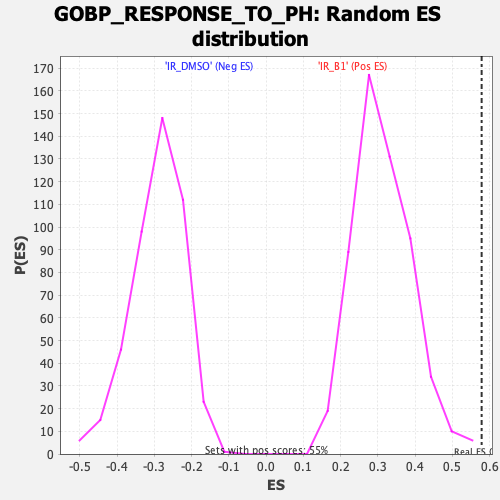 GOBP_RESPONSE_TO_PH: Random ES
distribution
'IR_DMSO' (Neg ES) 'IR_B1' (Pos ES)
170
160
150
140
130
120
110
100
90
80
70
60
50
40
30
20
10
0
P(ES)
Sets with pos scores: 55%
Real ES 0
-0.5 -0.4 -0.3 -0.2 -0.1 0.0 0.1 0.2 0.3 0.4 0.5 0.6
ES